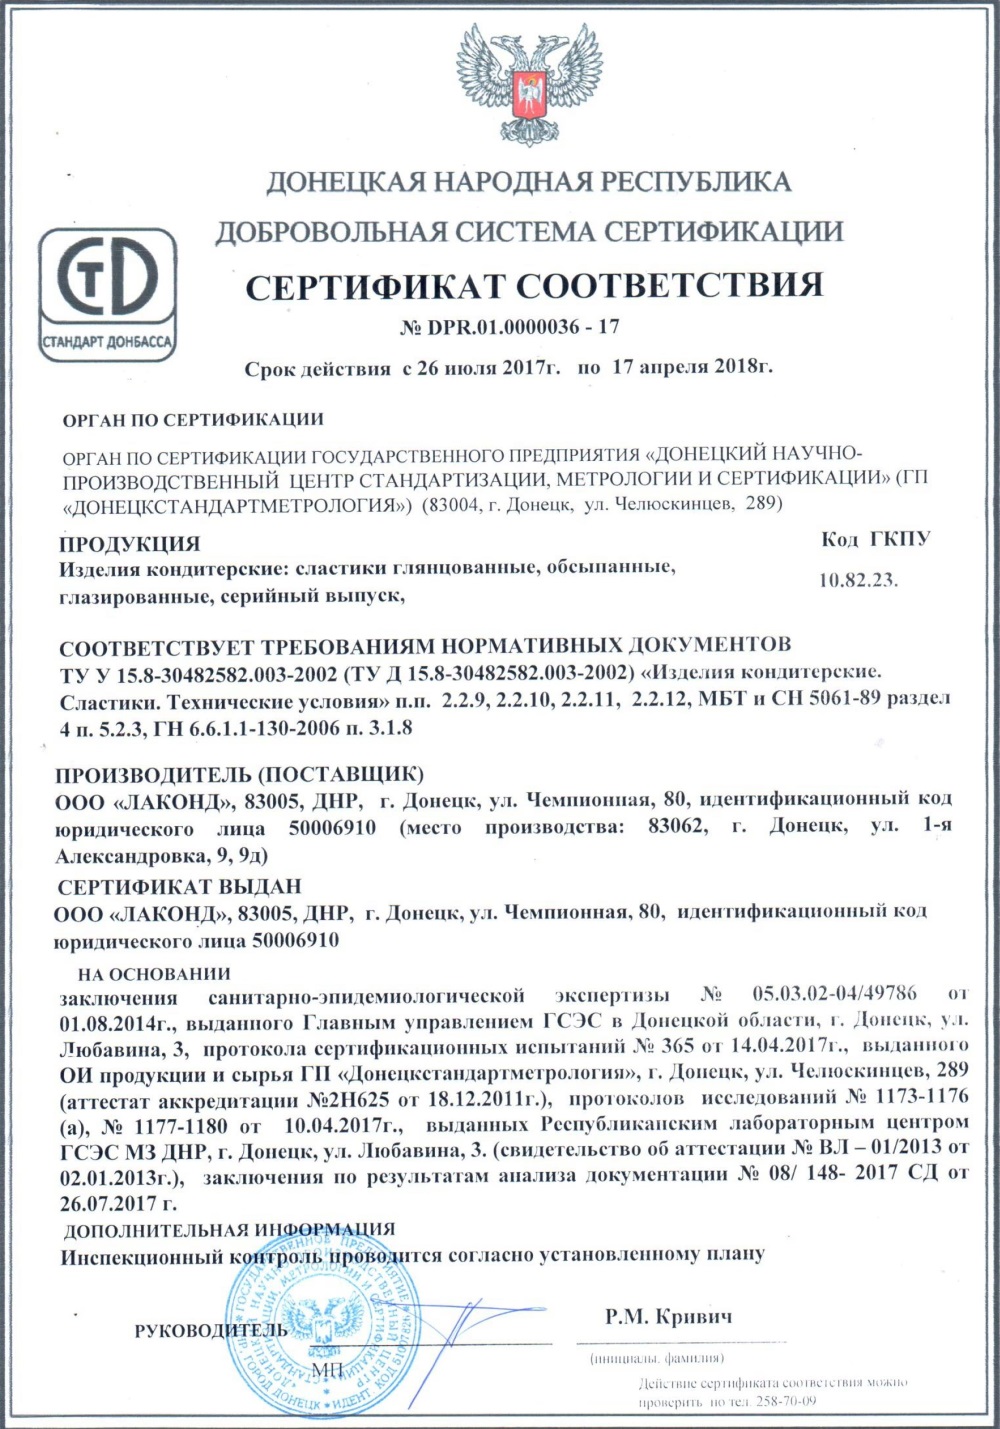 ДОНЕЦКАЯ НАРОДНАЯ РЕСПУБЛИКА
ДОБРОВОЛЬНАЯ СИСТЕМА СЕРТИФИКАЦИИ
СТ D
СТАНДАРТ ДОНБАССА
СЕРТИФИКАТ СООТВЕТСТВИЯ
№ DPR.01.0000036 - 17
Срок действия с 26 июля 2017г. по 17 апреля 2018г.
ОРГАН ПО СЕРТИФИКАЦИИ
ОРГАН ПО СЕРТИФИКАЦИИ ГОСУДАРСТВЕННОГО ПРЕДПРИЯТИЯ «ДОНЕЦКИЙ НАУЧНО-
ПРОИЗВОДСТВЕННЫЙ ЦЕНТР СТАНДАРТИЗАЦИИ, МЕТРОЛОГИИ И СЕРТИФИКАЦИИ» (ГП
«ДОНЕЦКСТАНДАРТМЕТРОЛОГИЯ») (83004, г. Донецк, ул. Челюскинцев, 289)
ПРОДУКЦИЯ
Код ГКПУ
Изделия кондитерские: сластики глянцованные, обсыпанные,
глазированные, серийный выпуск,
10.82.23.
СООТВЕТСТВУЕТ ТРЕБОВАНИЯМ НОРМАТИВНЫХ ДОКУМЕНТОВ
ТУ У 15.8-30482582.003-2002 (ТУ Д 15.8-30482582.003-2002) «Изделия кондитерские.
Сластики. Технические условия» п.п. 2.2.9, 2.2.10, 2.2.11, 2.2.12, МБТ и СН 5061-89 раздел
4 п. 5.2.3, ГН 6.6.1.1-130-2006 п. 3.1.8
ПРОИЗВОДИТЕЛЬ (ПОСТАВЩИК)
ООО «ЛАКОНД», 83005, ДНР, г. Донецк, ул. Чемпионная, 80, идентификационный код
юридического лица 50006910 (место производства: 83062, г. Донецк, ул. 1-я
Александровка, 9, 9д)
СЕРТИФИКАТ ВЫДАН
ООО «ЛАКОНД», 83005, ДНР, г. Донецк, ул. Чемпионная, 80, идентификационный код
юридического лица 50006910
НА ОСНОВАНИИ
заключения санитарно-эпидемиологической экспертизы № 05.03.02-04/49786 от
01.08.2014г., выданного Главным управлением ГСЭС в Донецкой области, г. Донецк, ул.
Любавина, 3, протокола сертификационных испытаний № 365 от 14.04.2017г., выданного
ОИ продукции и сырья ГП «Донецкстандартметрология», г. Донецк, ул. Челюскинцев, 289
(аттестат аккредитации №2Н625 от 18.12.2011г.), протоколов исследований № 1173-1176
(а), № 1177-1180 от 10.04.2017г., выданных Республиканским лабораторным центром
ГСЭС МЗ ДНР, г. Донецк, ул. Любавина, 3. (свидетельство об аттестации № ВЛ – 01/2013 от
02.01.2013г.), заключения по результатам анализа документации № 08/ 148- 2017 СД от
26.07.2017 г.
ДОПОЛНИТЕЛЬНАЯ ИНФОРМАЦИЯ
Инспекционный контроль проводится согласно установленному плану
РУКОВОДИТЕЛЬ
Р.М. Кривич
МП
(инициалы, фамилия)
Действие сертификата соответствия можно
проверить по тел. 258-70-09